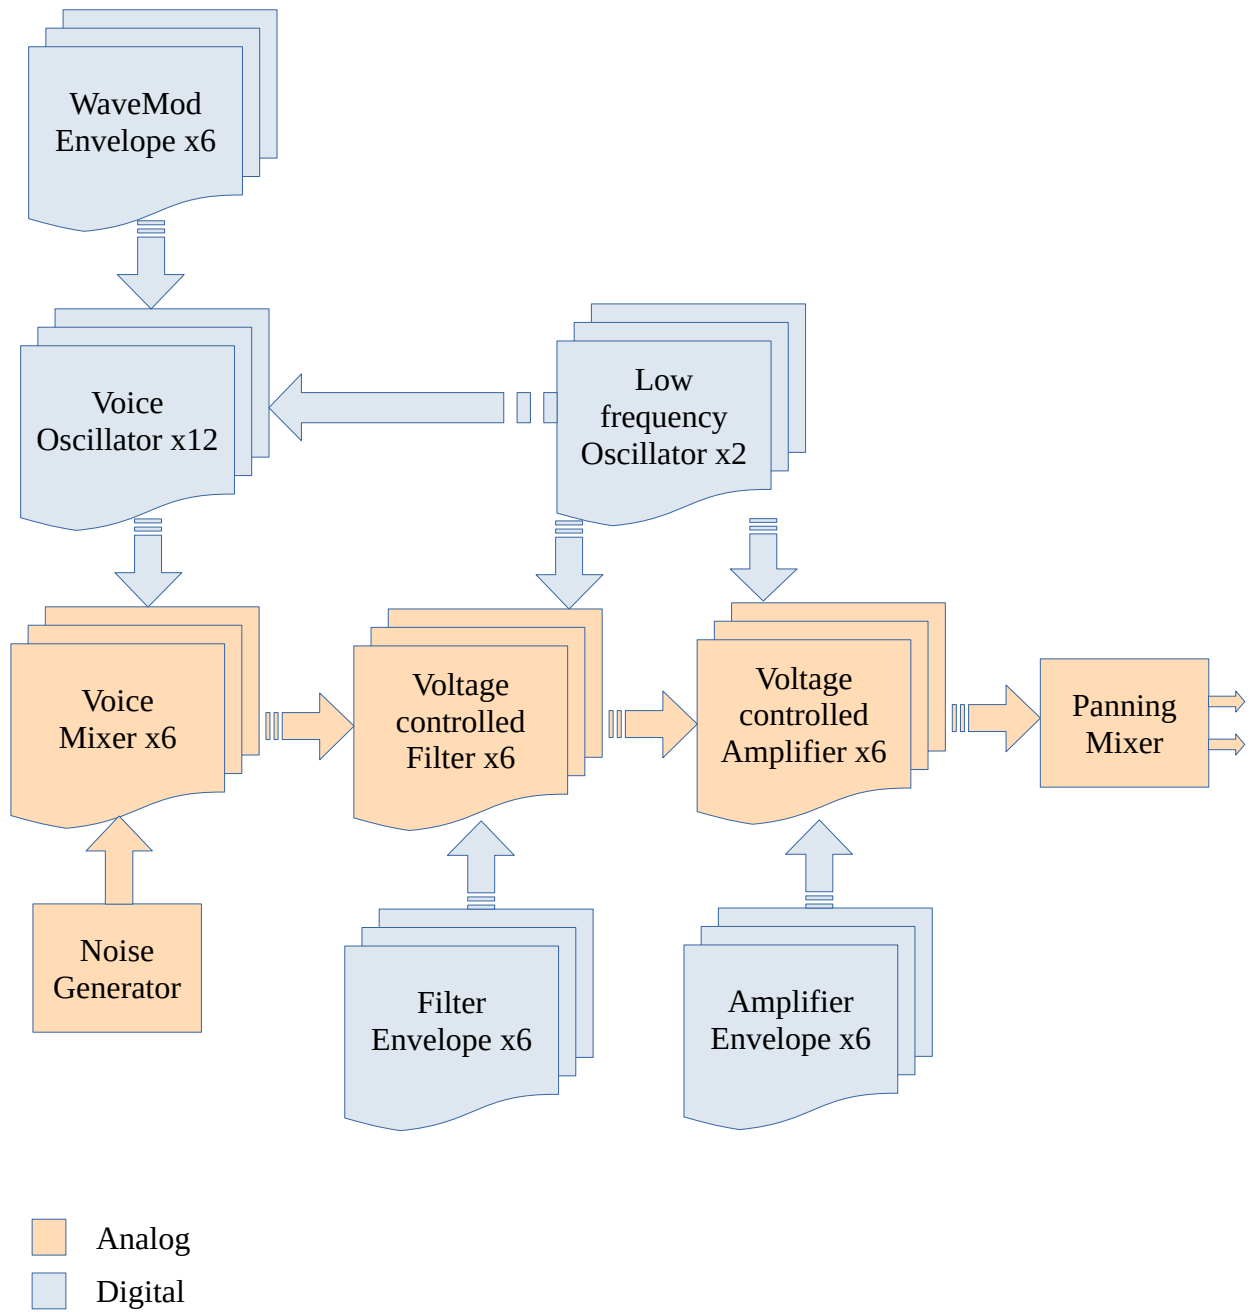 WaveMod
Envelope x6
Voice
Oscillator x12
Low
frequency
Oscillator x2
Voice
Mixer x6
Voltage
controlled
Filter x6
Voltage
controlled
Amplifier x6
Panning
Mixer
Noise
Generator
Filter
Envelope x6
Amplifier
Envelope x6
Analog
Digital